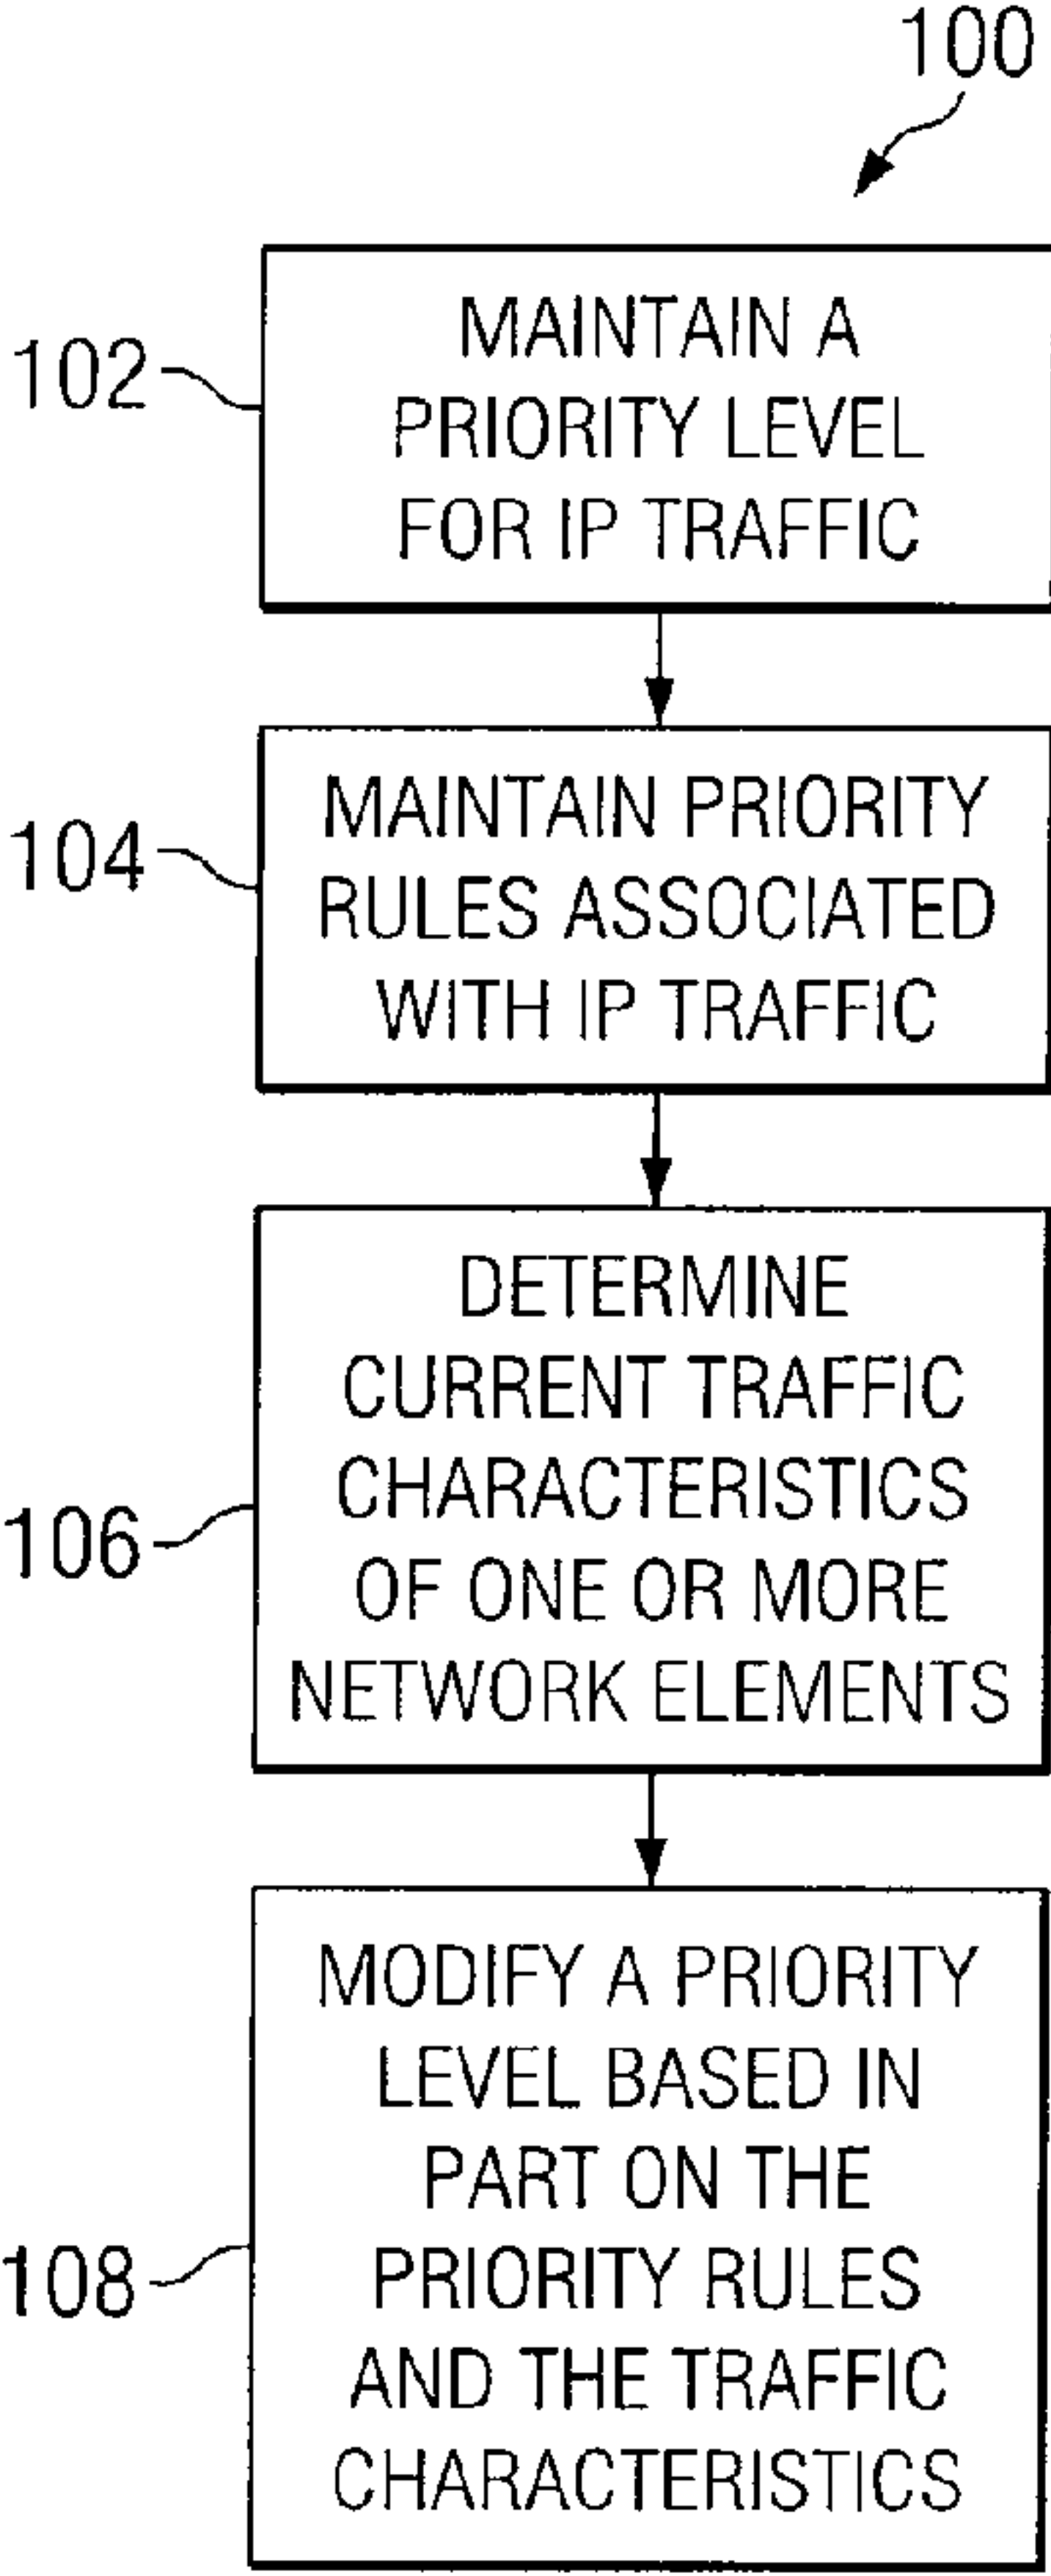 100
102
MAINTAIN A
PRIORITY LEVEL
FOR IP TRAFFIC
104
MAINTAIN PRIORITY
RULES ASSOCIATED
WITH IP TRAFFIC
106
DETERMINE
CURRENT TRAFFIC
CHARACTERISTICS
OF ONE OR MORE
NETWORK ELEMENTS
108
MODIFY A PRIORITY
LEVEL BASED IN
PART ON THE
PRIORITY RULES
AND THE TRAFFIC
CHARACTERISTICS